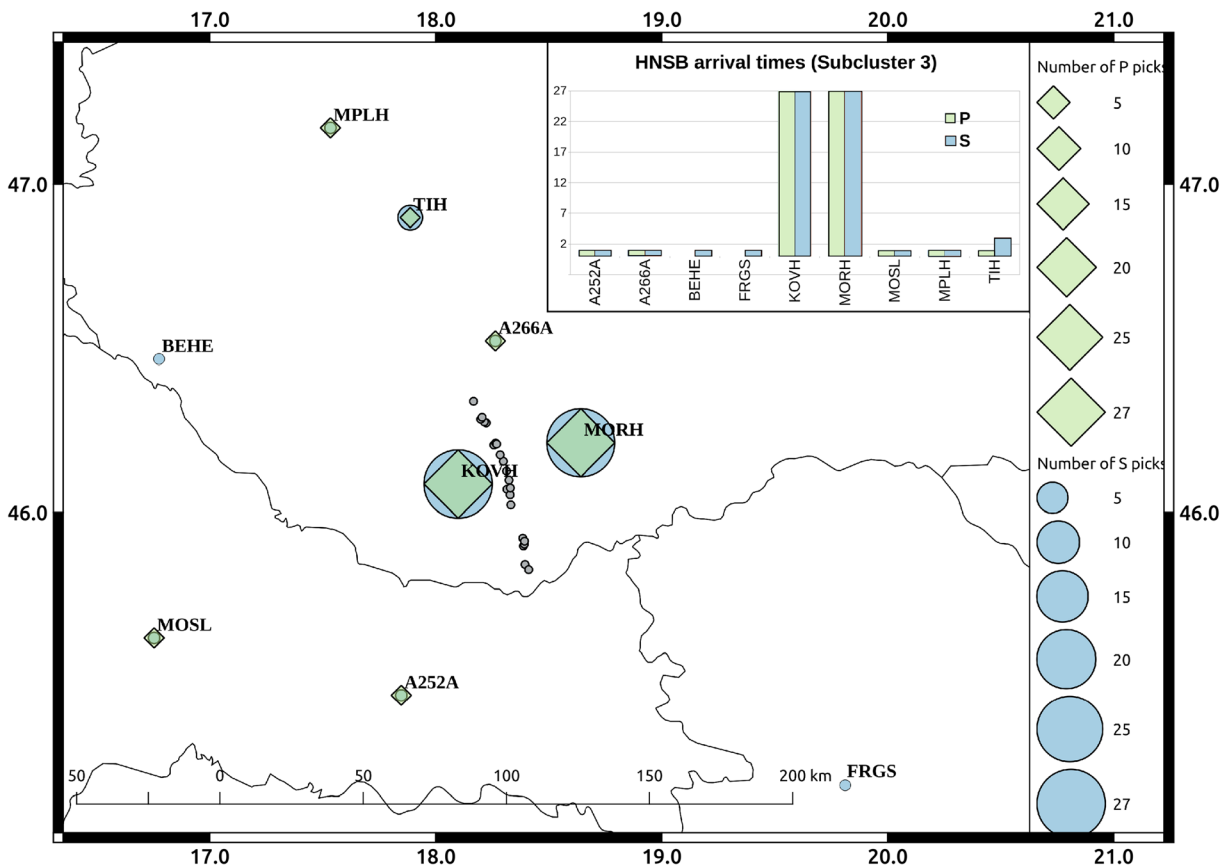 17.0 18.0 19.0 20.0 21.0
HNSB arrival times (Subcluster 3)
27
22
17
12
7
2
P
S
A252A A266A BEHE FRGS KOVH MORH MOSL MPLH TIH
Number of P picks
5
10
15
20
25
27
Number of S picks
5
10
15
20
25
27
MPLH
47.0 47.0
TIH
A266A
BEHE
MORH
KOVH
46.0 46.0
MOSL
A252A
FRGS
50 0 50 100 150 200 km
17.0 18.0 19.0 20.0 21.0